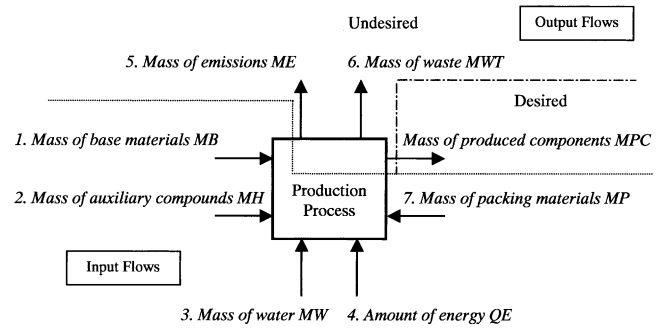 Undesired
Output Flows
5. Mass of emissions ME
6. Mass of waste MWT
Desired
1. Mass of base materials MB
Mass of produced components MPC
Production
Process
2. Mass of auxiliary compounds MH
7. Mass of packing materials MP
Input Flows
3. Mass of water MW
4. Amount of energy QE